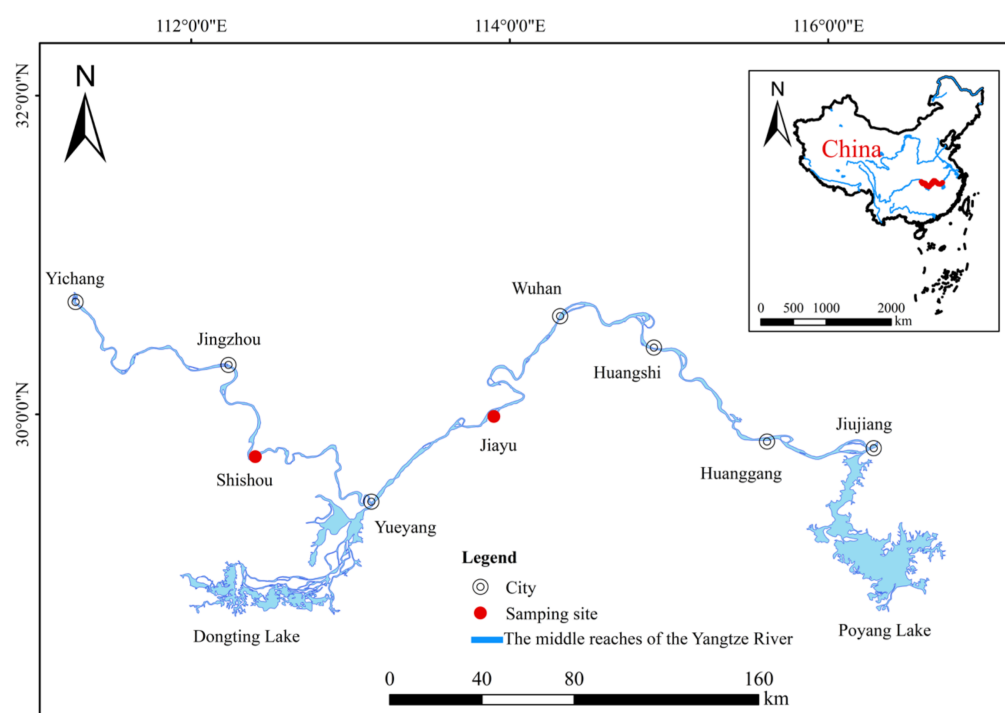 112°0'0"E
114°0'0"E
116°0'0"E
32°0'0"N
30°0'0"N
N
N
China
0 500 1000 2000
km
Yichang
Jingzhou
Wuhan
Huangshi
Jiayu
Shishou
Yueyang
Huanggang
Jiujiang
Dongting Lake
Poyang Lake
Legend
City
Samping site
The middle reaches of the Yangtze River
0 40 80 160
km